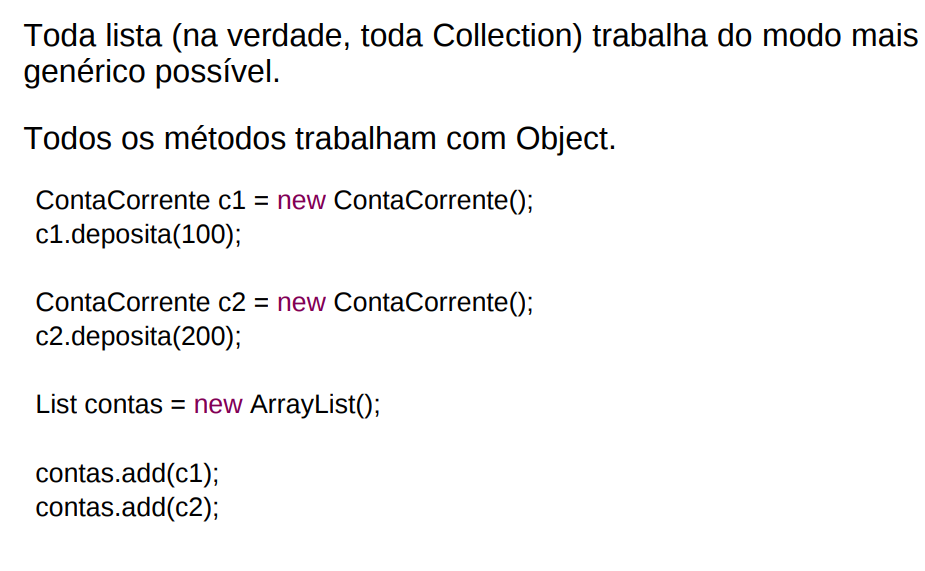 Toda lista (na verdade, toda Collection) trabalha do modo mais
genérico possível.
Todos os métodos trabalham com Object.
ContaCorrente c1 = new ContaCorrente();
c1.deposita(100);
ContaCorrente c2 = new ContaCorrente();
c2.deposita(200);
List contas = new ArrayList();
contas.add(c1);
contas.add(c2);